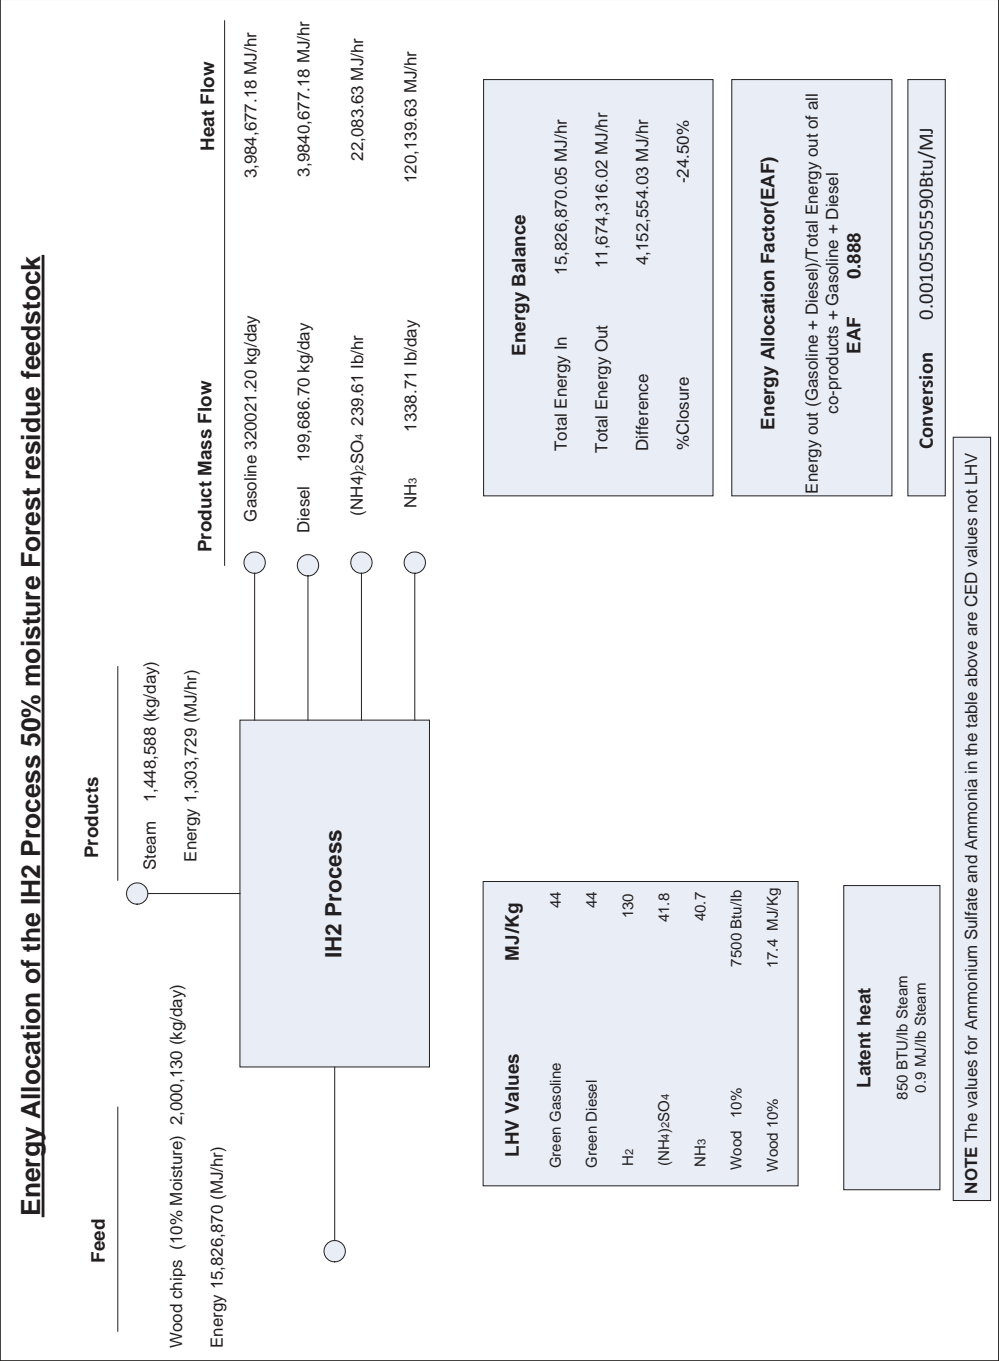 Energy Allocation of the IH2 Process 50% moisture Forest residue feedstock
Feed
Wood chips (10% Moisture) 2,000,130 (kg/day)
Energy 15,826,870 (MJ/hr)
Products
Steam 1,448,588 (kg/day)
Energy 1,303,729 (MJ/hr)
IH2 Process
Product Mass Flow Heat Flow
Gasoline 320021.20 kg/day 3,984,677.18 MJ/hr
Diesel 199,686.70 kg/day 3,9840,677.18 MJ/hr
(NH4)2SO4 239.61 lb/hr 22,083.63 MJ/hr
NH3 1338.71 lb/day 120,139.63 MJ/hr
LHV Values MJ/Kg
Green Gasoline 44
Green Diesel 44
H2 130
(NH4)2SO4 41.8
NH3 40.7
Wood 10% 7500 Btu/lb
Wood 10% 17.4 MJ/Kg
Energy Balance
Total Energy In 15,826,870.05 MJ/hr
Total Energy Out 11,674,316.02 MJ/hr
Difference 4,152,554.03 MJ/hr
%Closure -24.50%
Latent heat
850 BTU/lb Steam
0.9 MJ/lb Steam
Energy Allocation Factor(EAF)
Energy out (Gasoline + Diesel)/Total Energy out of all
co-products + Gasoline + Diesel
EAF 0.888
Conversion 0.00105505590Btu/MJ
NOTE The values for Ammonium Sulfate and Ammonia in the table above are CED values not LHV